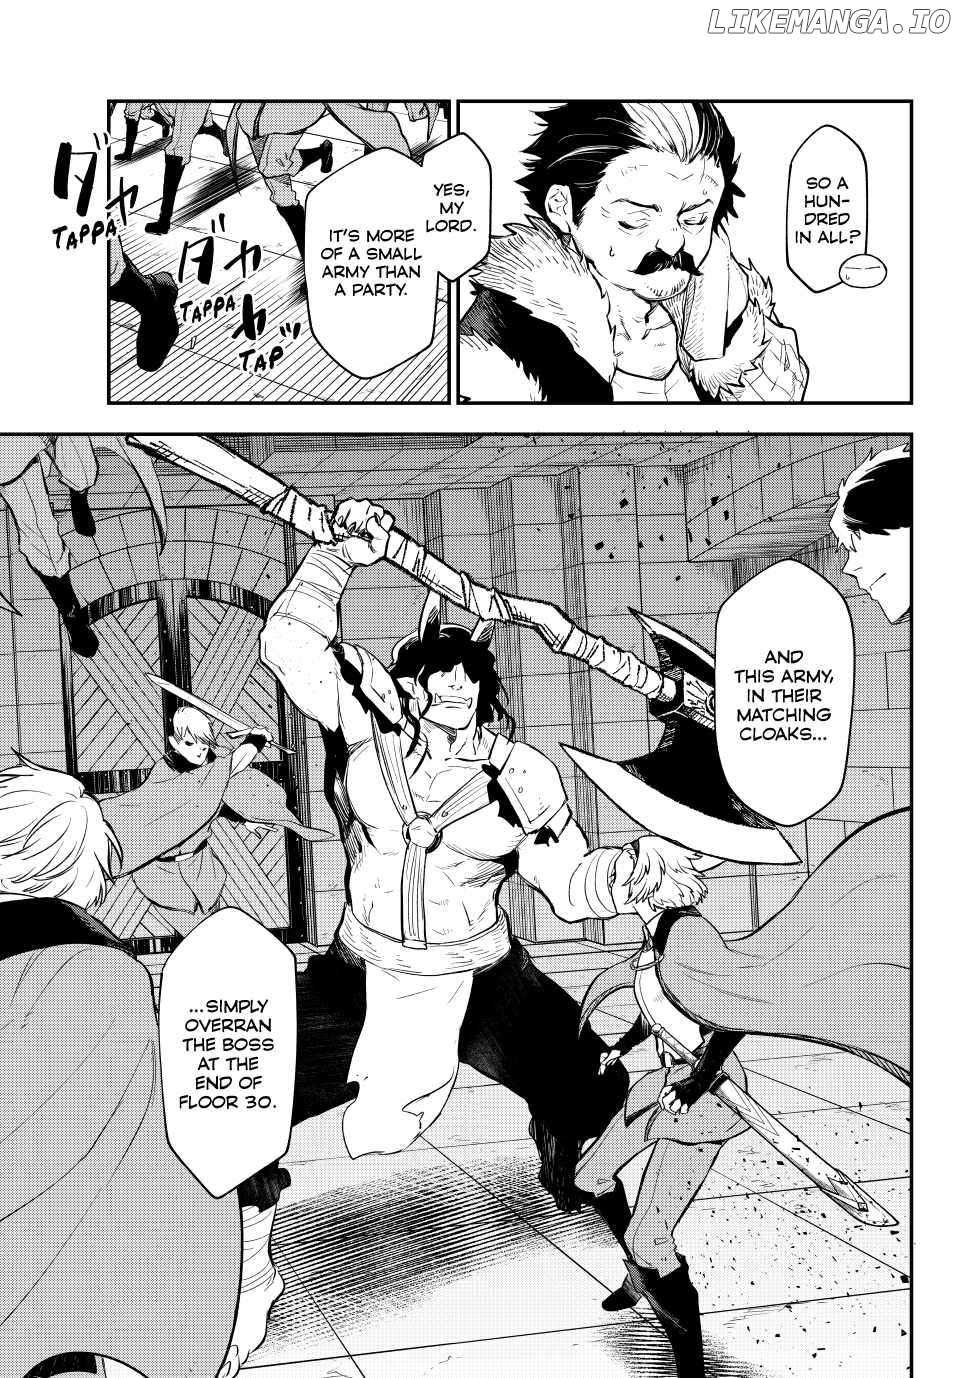 LIKEMANGA.IO
SO A
HUN-
DRED
IN ALL?
YES,
MY
LORD.
IT'S MORE
OF A SMALL
ARMY THAN
A PARTY.
ダッ
TAPPA
ダッ
TAPPA
TAP
AND
THIS ARMY,
IN THEIR
MATCHING
CLOAKS...
...SIMPLY
OVERRAN
THE BOSS
AT THE
END OF
FLOOR 30.